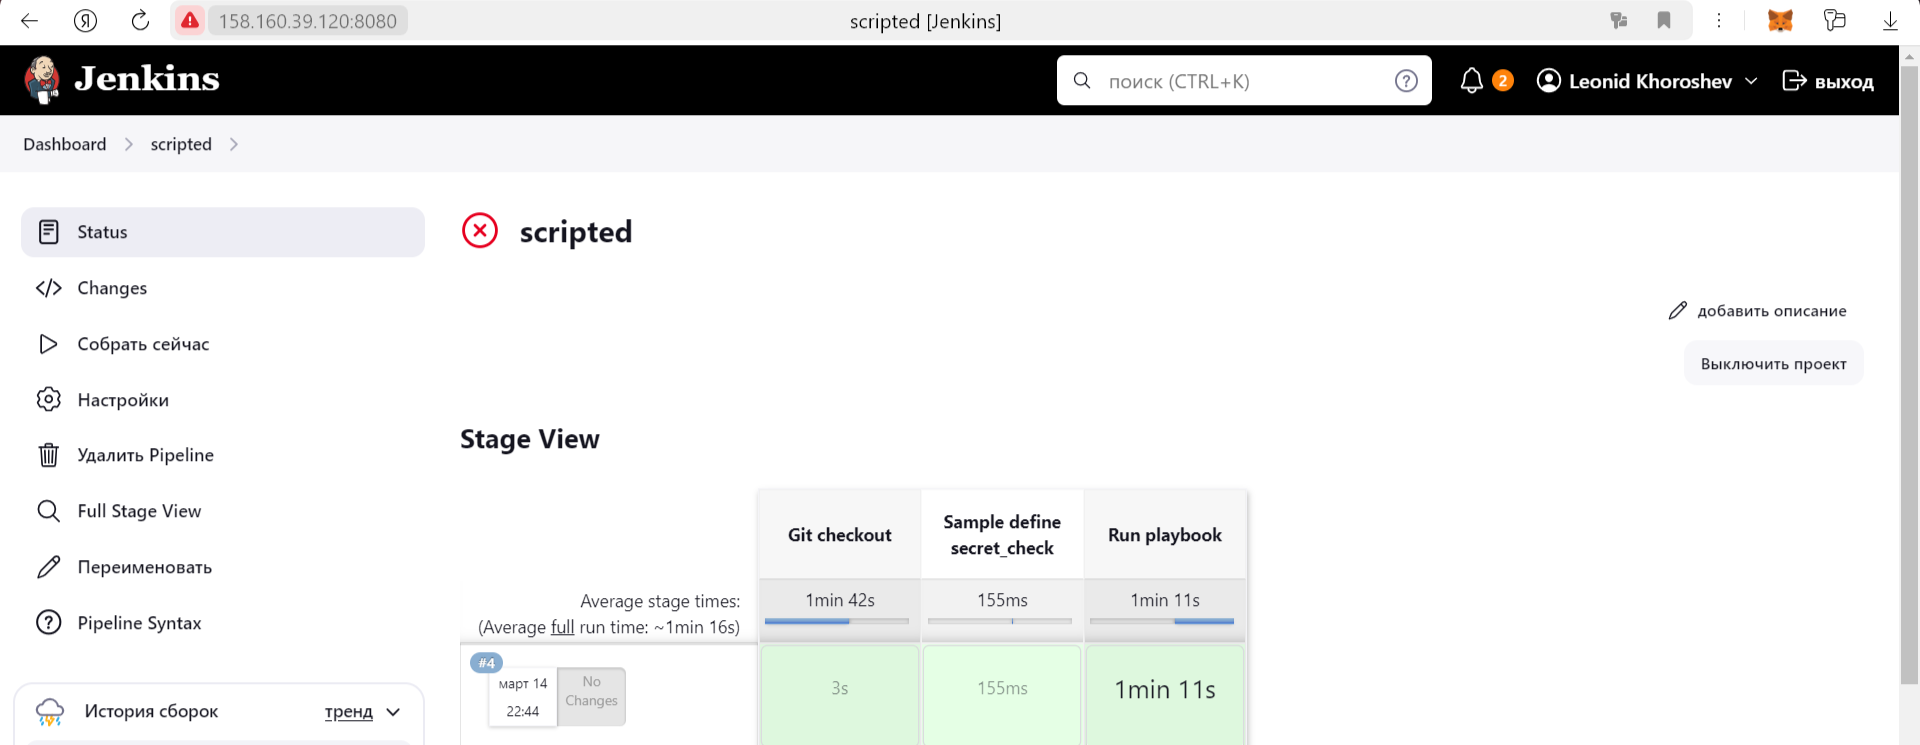 Я 158.160.39.120:8080 scripted [Jenkins]
Jenkins поиск (CTRL+K) ? 2 Leonid Khoroshev выход
Dashboard scripted
Status
Changes
Собрать сейчас
Настройки
Удалить Pipeline
Full Stage View
Переименовать
Pipeline Syntax
История сборок тренд
scripted
добавить описание
Выключить проект
Stage View
Git checkout
Sample define
secret_check
Run playbook
Average stage times:
(Average full run time: ~1min 16s)
1min 42s 155ms 1min 11s
#4
март 14
22:44
No
Changes
3s 155ms 1min 11s